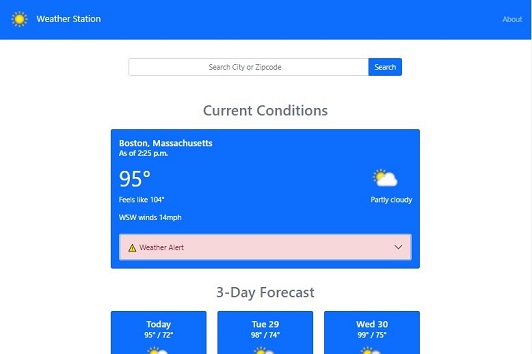 Weather Station
About
Search City or Zipcode
Search
Current Conditions
Boston, Massachusetts
As of 2:25 p.m.
95°
Feels like 104°
Partly cloudy
WSW winds 14mph
Weather Alert
3-Day Forecast
Today
95° / 72°
Tue 29
98° / 74°
Wed 30
99° / 75°